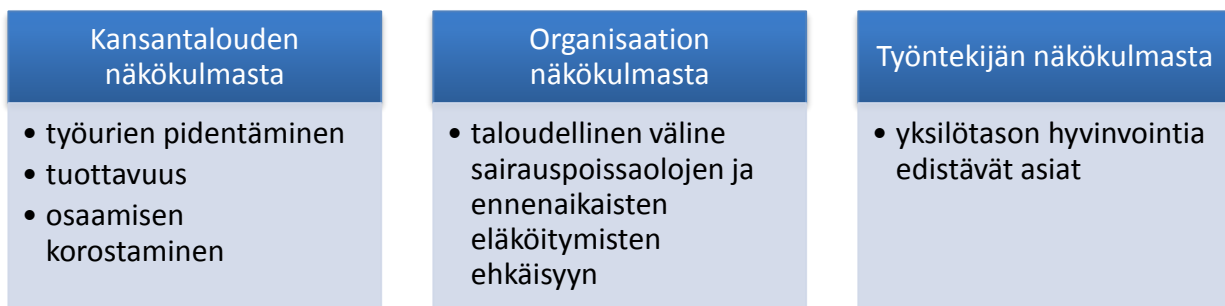 Kansantalouden
näkökulmasta
• työurien pidentäminen
• tuottavuus
• osaamisen
korostaminen
Organisaation
näkökulmasta
• taloudellinen väline
sairauspoissaolojen ja
ennenaikaisten
eläköitymisten
ehkäisyyn
Työntekijän näkökulmasta
• yksilötason hyvinvointia
edistävät asiat